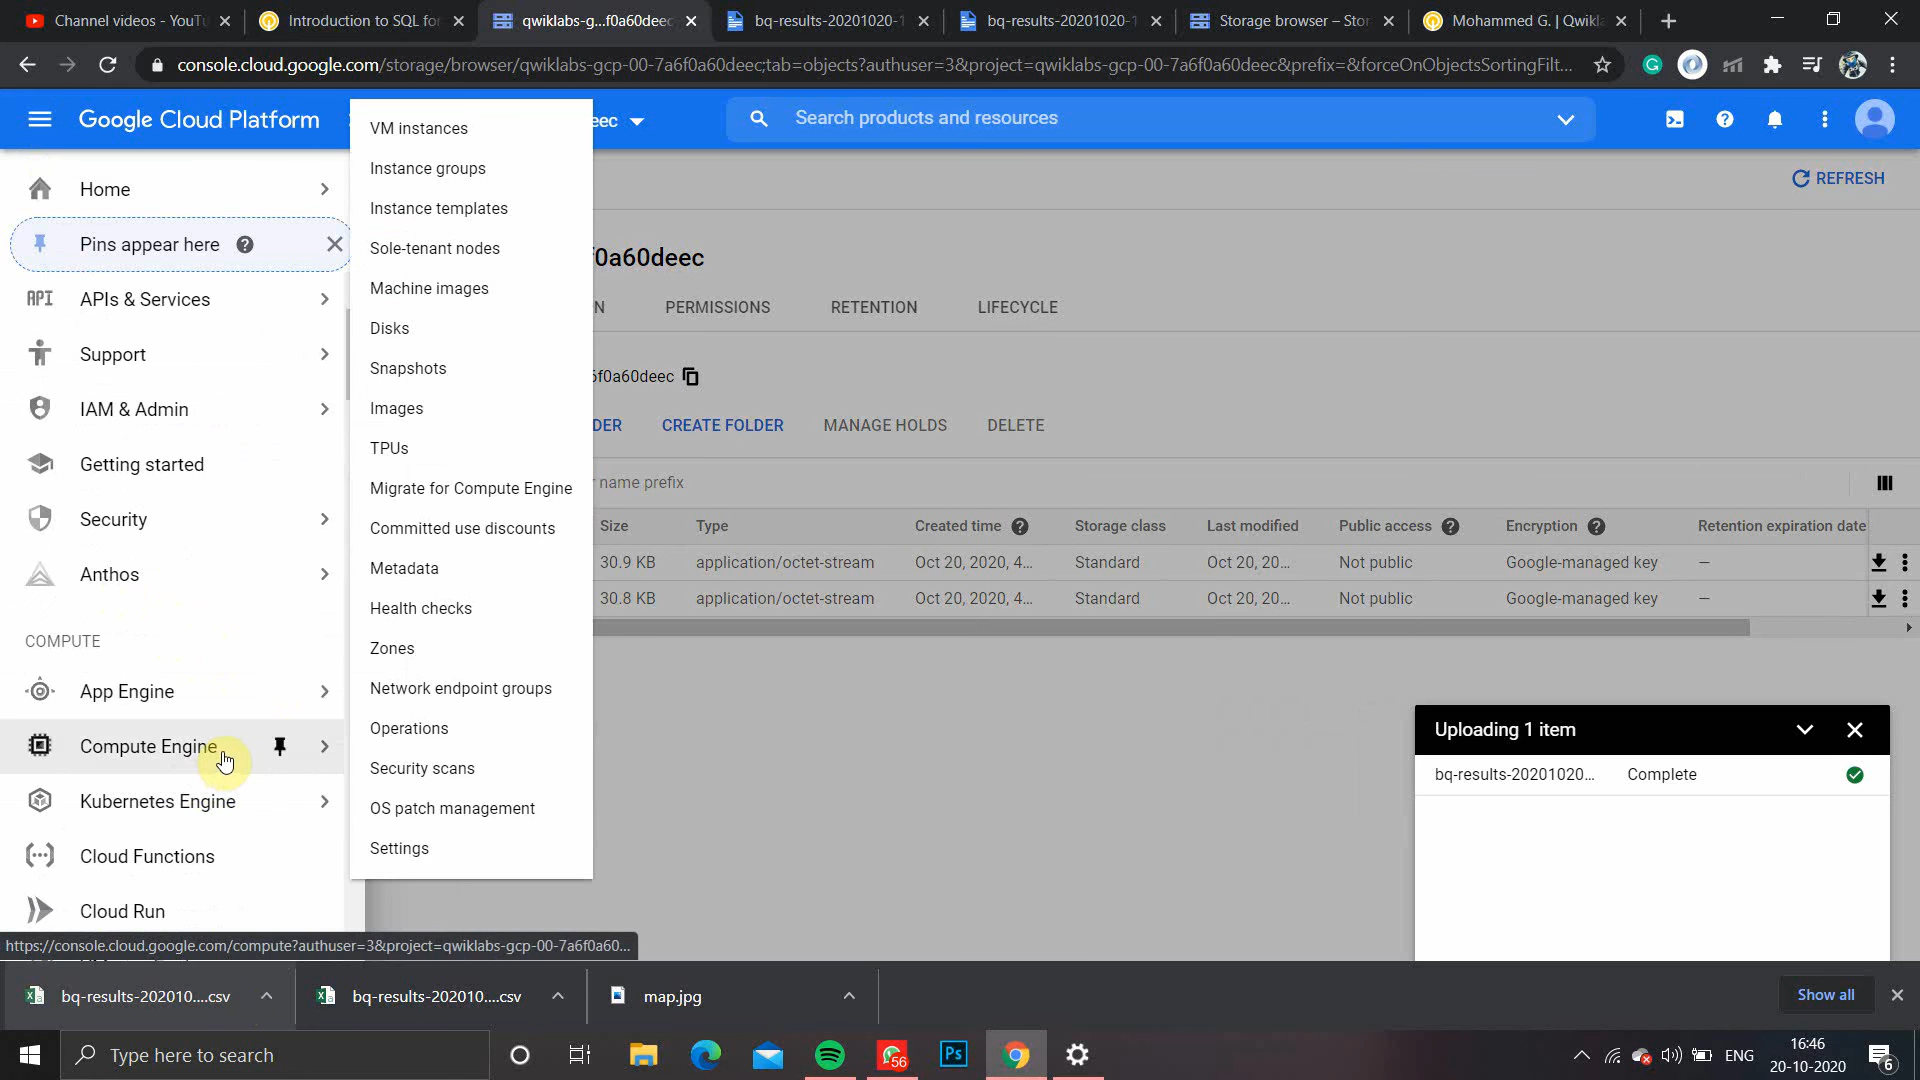 Channel videos - YouTu
Introduction to SQL for
qwiklabs-g...f0a60deec
bq-results-20201020-1
bq-results-20201020-1
Storage browser – Stor
Mohammed G. | Qwikla
console.cloud.google.com/storage/browser/qwiklabs-gcp-00-7a6f0a60deec;tab=objects?authuser=3&project=qwiklabs-gcp-00-7a6f0a60deec&prefix=&forceOnObjectsSortingFilt...
Google Cloud Platform
eec
Search products and resources
Home
Pins appear here
API
APIs & Services
Support
IAM & Admin
Getting started
Security
Anthos
COMPUTE
App Engine
Compute Engine
Kubernetes Engine
Cloud Functions
Cloud Run
VM instances
Instance groups
Instance templates
Sole-tenant nodes
Machine images
Disks
Snapshots
Images
TPUs
Migrate for Compute Engine
Committed use discounts
Metadata
Health checks
Zones
Network endpoint groups
Operations
Security scans
OS patch management
Settings
REFRESH
f0a60deec
N
PERMISSIONS
RETENTION
LIFECYCLE
6f0a60deec
DER
CREATE FOLDER
MANAGE HOLDS
DELETE
name prefix
Size Type Created time Storage class Last modified Public access Encryption Retention expiration date
30.9 KB application/octet-stream Oct 20, 2020, 4... Standard Oct 20, 20... Not public Google-managed key –
30.8 KB application/octet-stream Oct 20, 2020, 4... Standard Oct 20, 20... Not public Google-managed key –
Uploading 1 item
bq-results-20201020... Complete
https://console.cloud.google.com/compute?authuser=3&project=qwiklabs-gcp-00-7a6f0a60...
bq-results-202010....csv
bq-results-202010....csv
map.jpg
Show all
Type here to search
56
Ps
ENG
16:46
20-10-2020
6